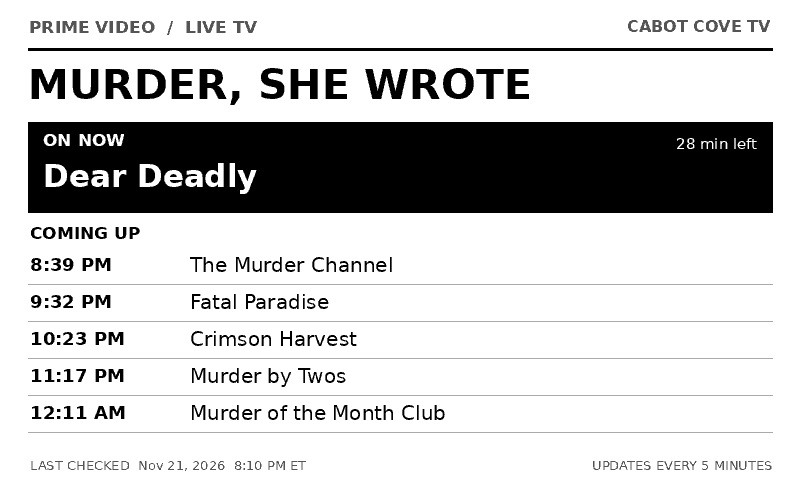 PRIME VIDEO / LIVE TV
CABOT COVE TV
MURDER, SHE WROTE
ON NOW
28 min left
Dear Deadly
COMING UP
8:39 PM The Murder Channel
9:32 PM Fatal Paradise
10:23 PM Crimson Harvest
11:17 PM Murder by Twos
12:11 AM Murder of the Month Club
LAST CHECKED Nov 21, 2026 8:10 PM ET
UPDATES EVERY 5 MINUTES